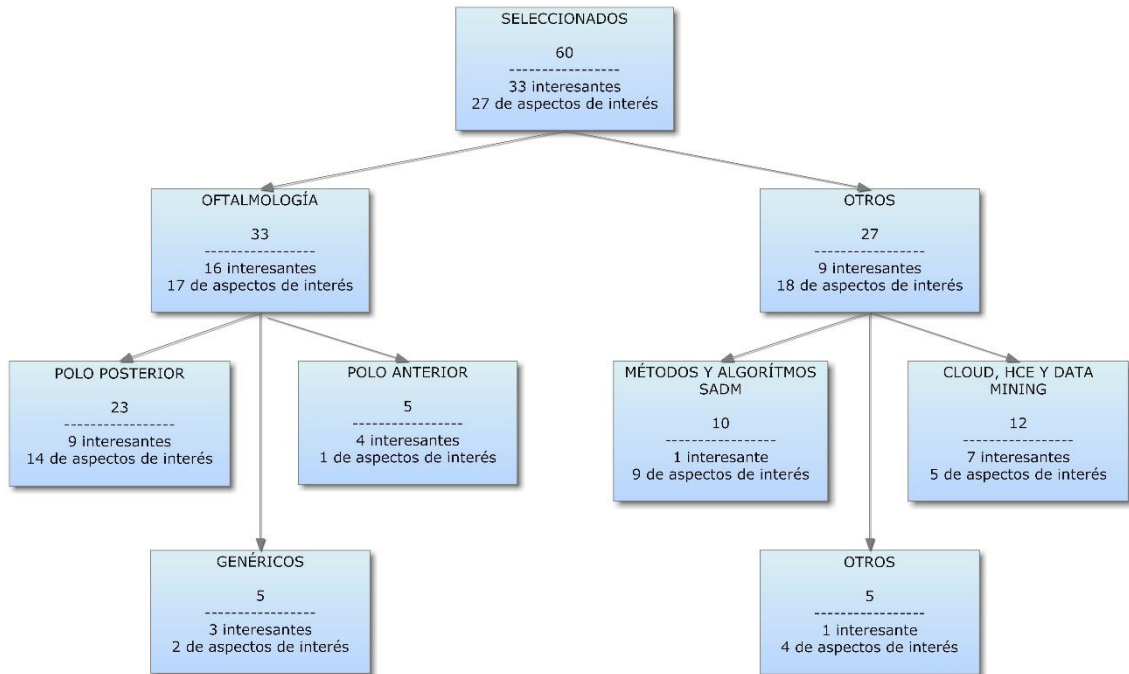 SELECCIONADOS
60
-----------------
33 interesantes
27 de aspectos de interés
OFTALMOLOGÍA
33
----------------
16 interesantes
17 de aspectos de interés
OTROS
27
----------------
9 interesantes
18 de aspectos de interés
POLO POSTERIOR
23
----------------
9 interesantes
14 de aspectos de interés
POLO ANTERIOR
5
----------------
4 interesantes
1 de aspectos de interés
MÉTODOS Y ALGORÍTMOS
SADM
10
------------------
1 interesante
9 de aspectos de interés
CLOUD, HCE Y DATA
MINING
12
----------------
7 interesantes
5 de aspectos de interés
GENÉRICOS
5
----------------
3 interesantes
2 de aspectos de interés
OTROS
5
----------------
1 interesante
4 de aspectos de interés